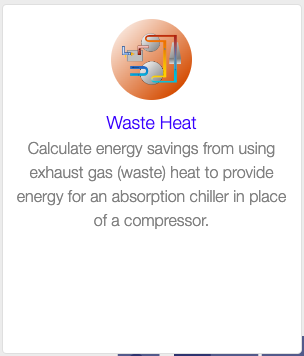 Waste Heat
Calculate energy savings from using
exhaust gas (waste) heat to provide
energy for an absorption chiller in place
of a compressor.